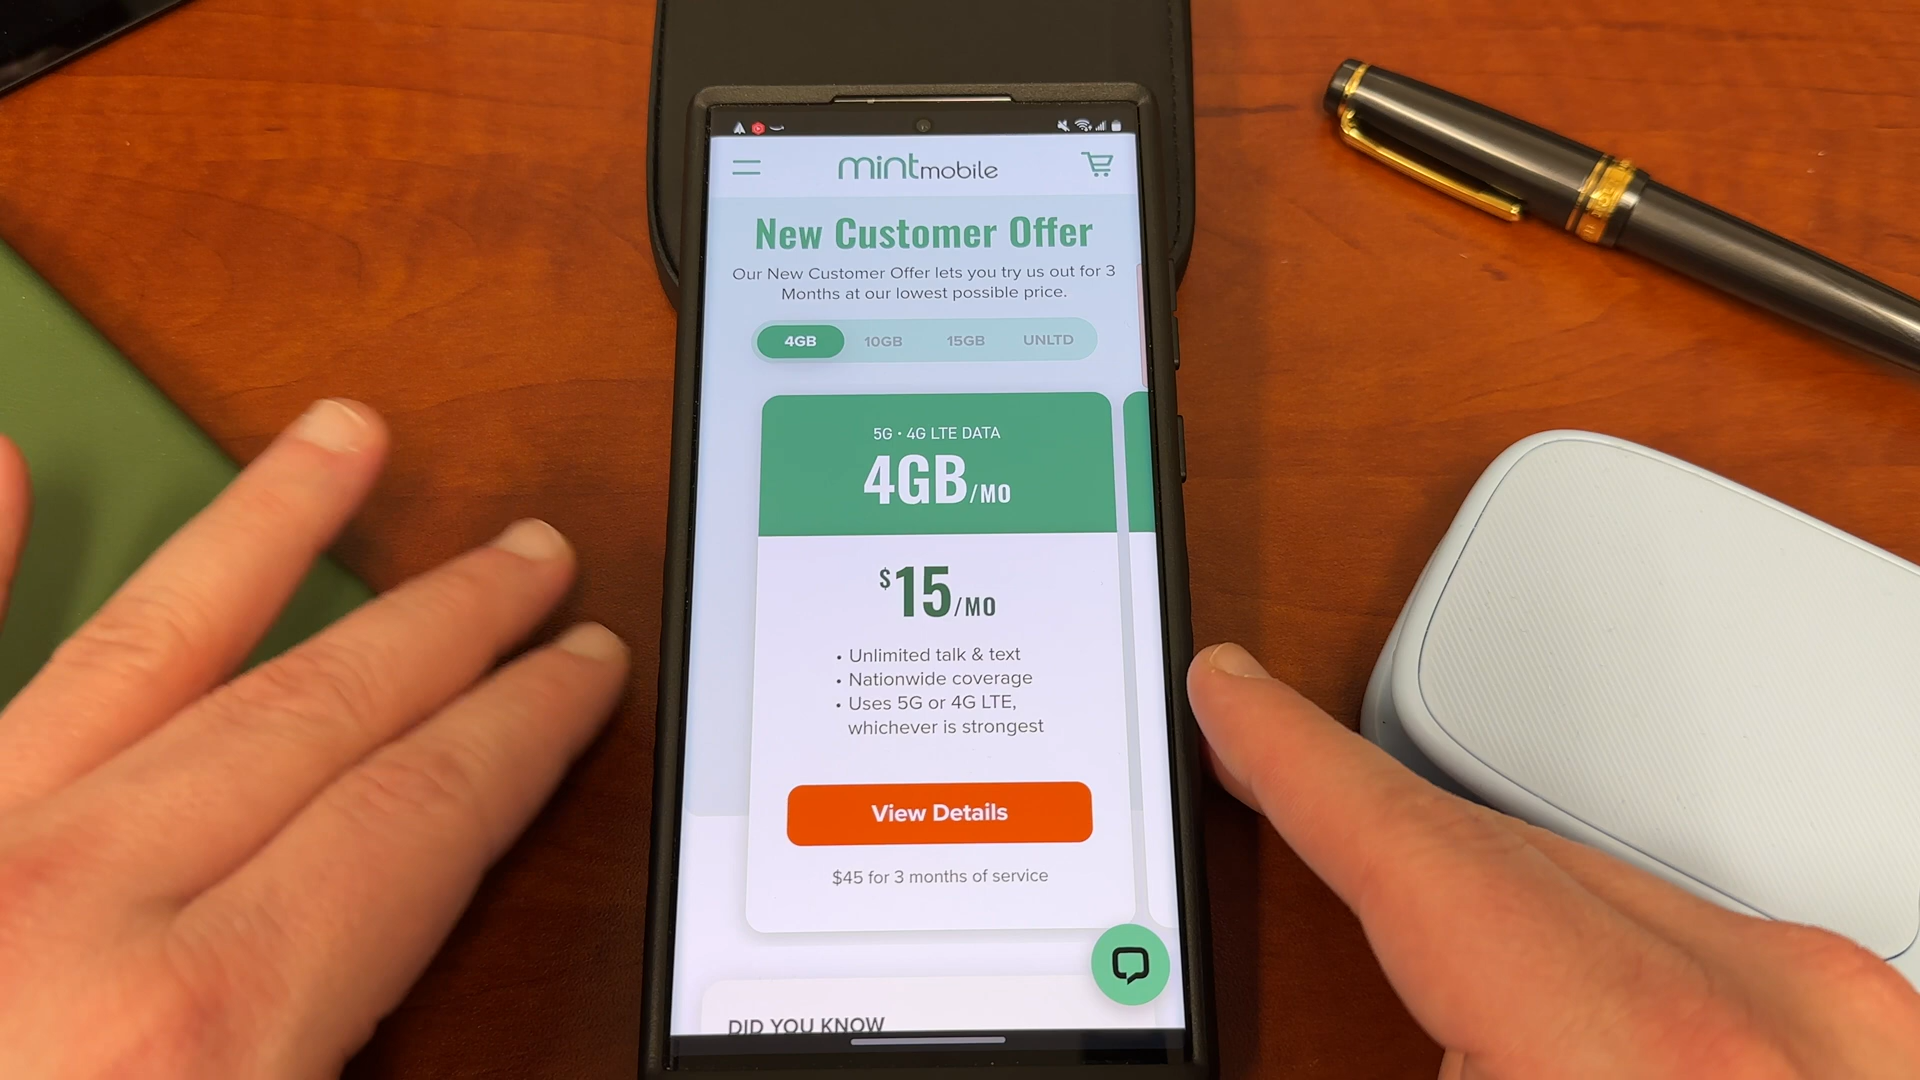 mint mobile
New Customer Offer
Our New Customer Offer lets you try us out for 3
Months at our lowest possible price.
4GB 10GB 15GB UNLTD
5G • 4G LTE DATA
4GB/MO
$15/MO
• Unlimited talk & text
• Nationwide coverage
• Uses 5G or 4G LTE,
whichever is strongest
View Details
$45 for 3 months of service
DID YOU KNOW